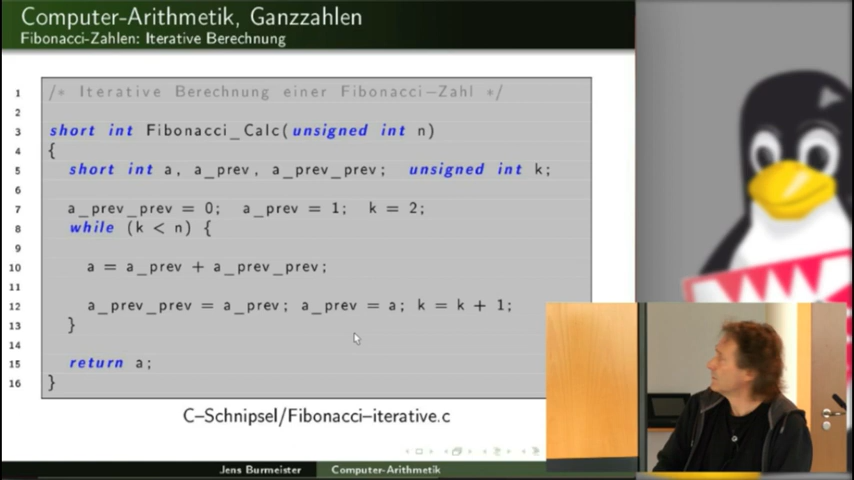 Computer-Arithmetik, Ganzzahlen
Fibonacci-Zahlen: Iterative Berechnung
1 /* Iterative Berechnung einer Fibonacci-Zahl */
2
3 short int Fibonacci_Calc(unsigned int n)
4 {
5 short int a, a_prev, a_prev_prev; unsigned int k;
6
7 a_prev_prev = 0; a_prev = 1; k = 2;
8 while (k < n) {
9
10 a = a_prev + a_prev_prev;
11
12 a_prev_prev = a_prev; a_prev = a; k = k + 1;
13 }
14
15 return a;
16 }
C-Schnipsel/Fibonacci-iterative.c
Jens Burmeister Computer-Arithmetik